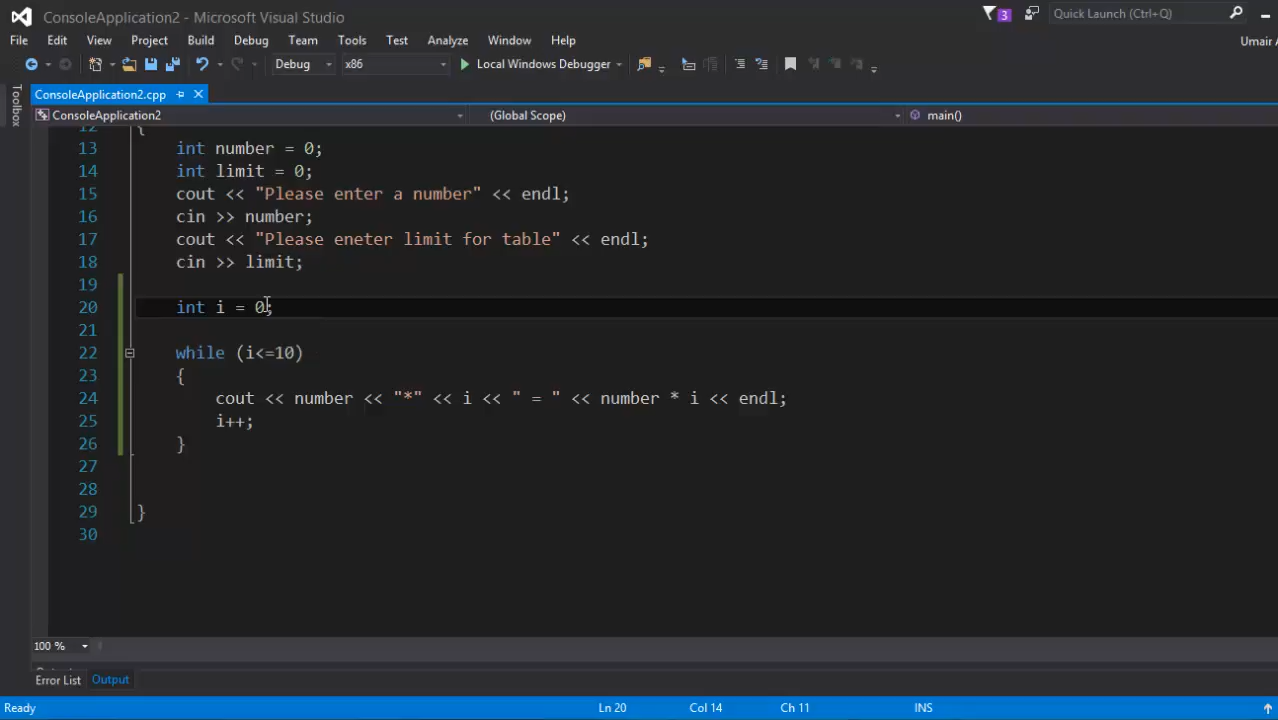 ConsoleApplication2 - Microsoft Visual Studio
3
Quick Launch (Ctrl+Q)
File Edit View Project Build Debug Team Tools Test Analyze Window Help
Umair
Debug x86 Local Windows Debugger
Toolbox
ConsoleApplication2.cpp
ConsoleApplication2 (Global Scope) main()
12 {
13 int number = 0;
14 int limit = 0;
15 cout << "Please enter a number" << endl;
16 cin >> number;
17 cout << "Please eneter limit for table" << endl;
18 cin >> limit;
19
20 int i = 0;
21
22 while (i<=10)
23 {
24 cout << number << "*" << i << " = " << number * i << endl;
25 i++;
26 }
27
28
29 }
30
100 %
Error List Output
Ready Ln 20 Col 14 Ch 11 INS